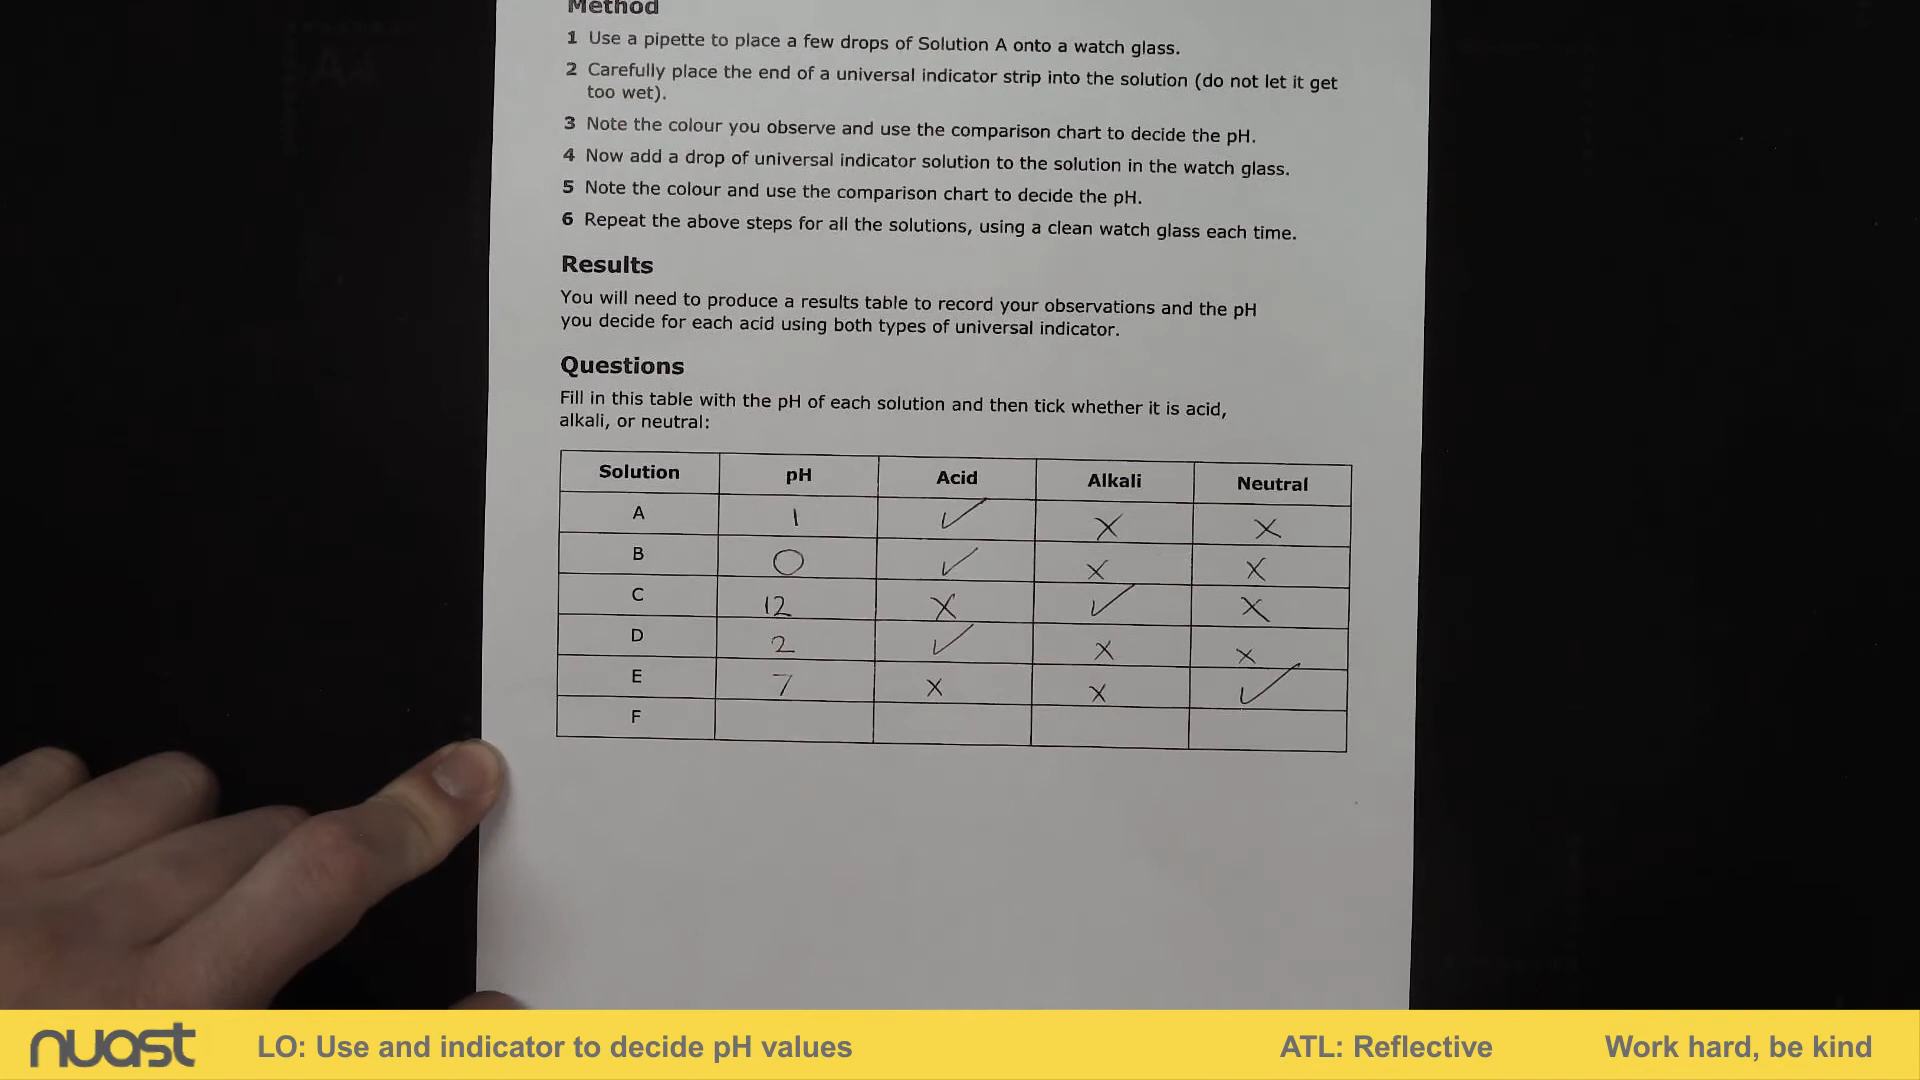 Method
1 Use a pipette to place a few drops of Solution A onto a watch glass.
2 Carefully place the end of a universal indicator strip into the solution (do not let it get
too wet).
3 Note the colour you observe and use the comparison chart to decide the pH.
4 Now add a drop of universal indicator solution to the solution in the watch glass.
5 Note the colour and use the comparison chart to decide the pH.
6 Repeat the above steps for all the solutions, using a clean watch glass each time.
Results
You will need to produce a results table to record your observations and the pH
you decide for each acid using both types of universal indicator.
Questions
Fill in this table with the pH of each solution and then tick whether it is acid,
alkali, or neutral:
Solution pH Acid Alkali Neutral
A 1 ✓ X X
B 0 ✓ X X
C 12 X ✓ X
D 2 ✓ X X
E 7 X X ✓
F
nuast LO: Use and indicator to decide pH values ATL: Reflective Work hard, be kind